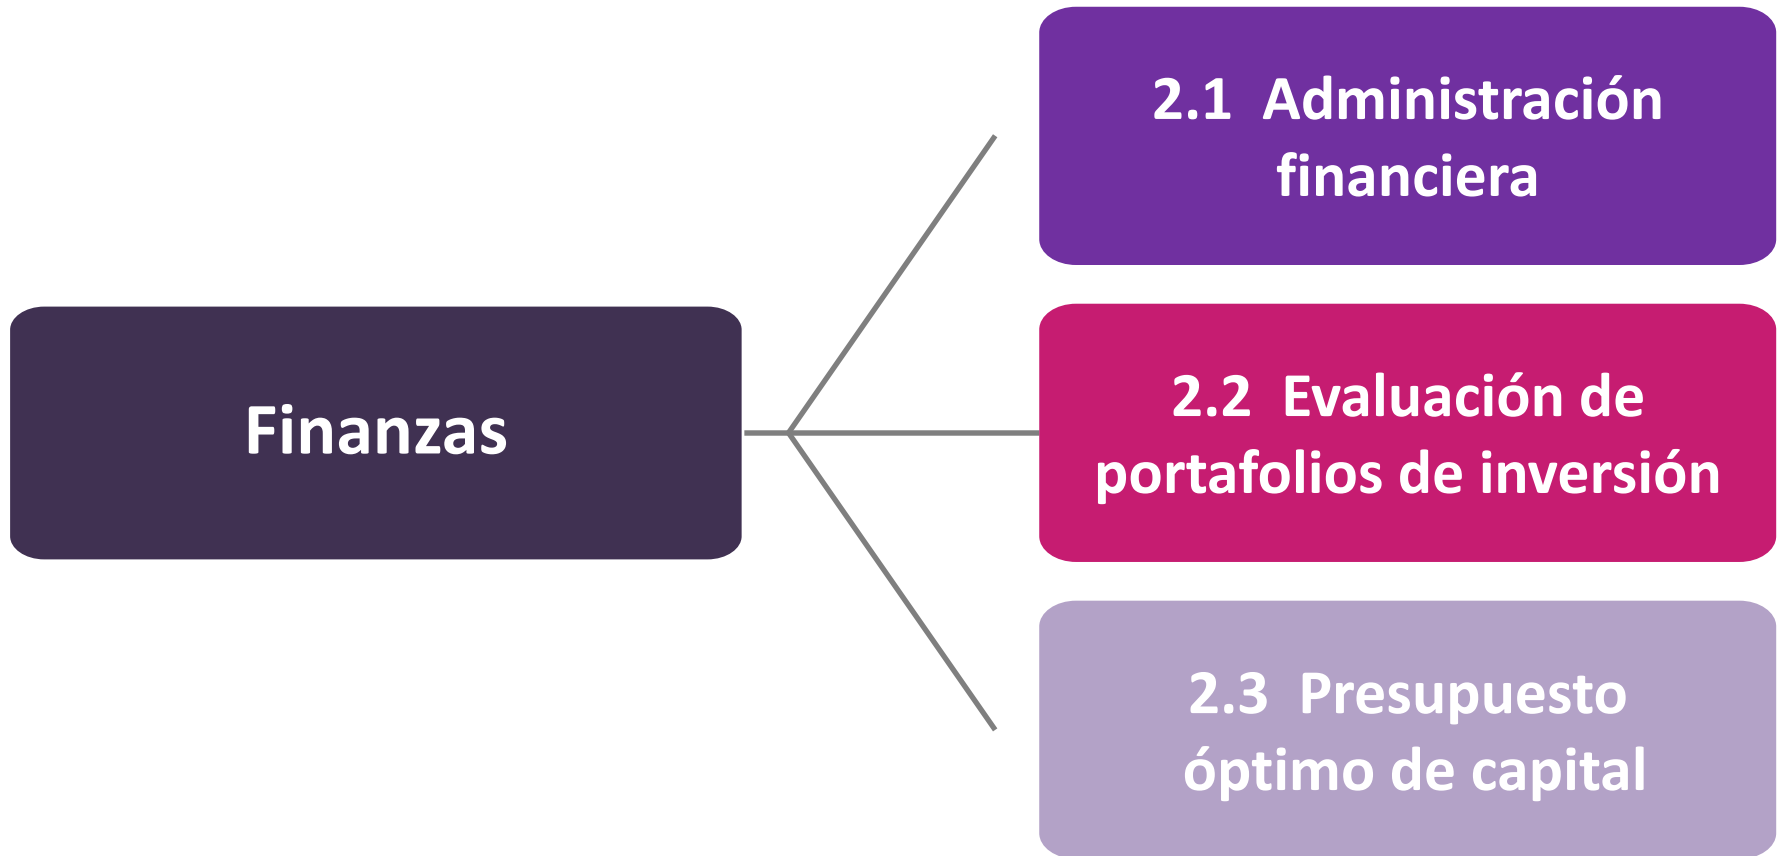 2.1 Administración
financiera
Finanzas
2.2 Evaluación de
portafolios de inversión
2.3 Presupuesto
óptimo de capital